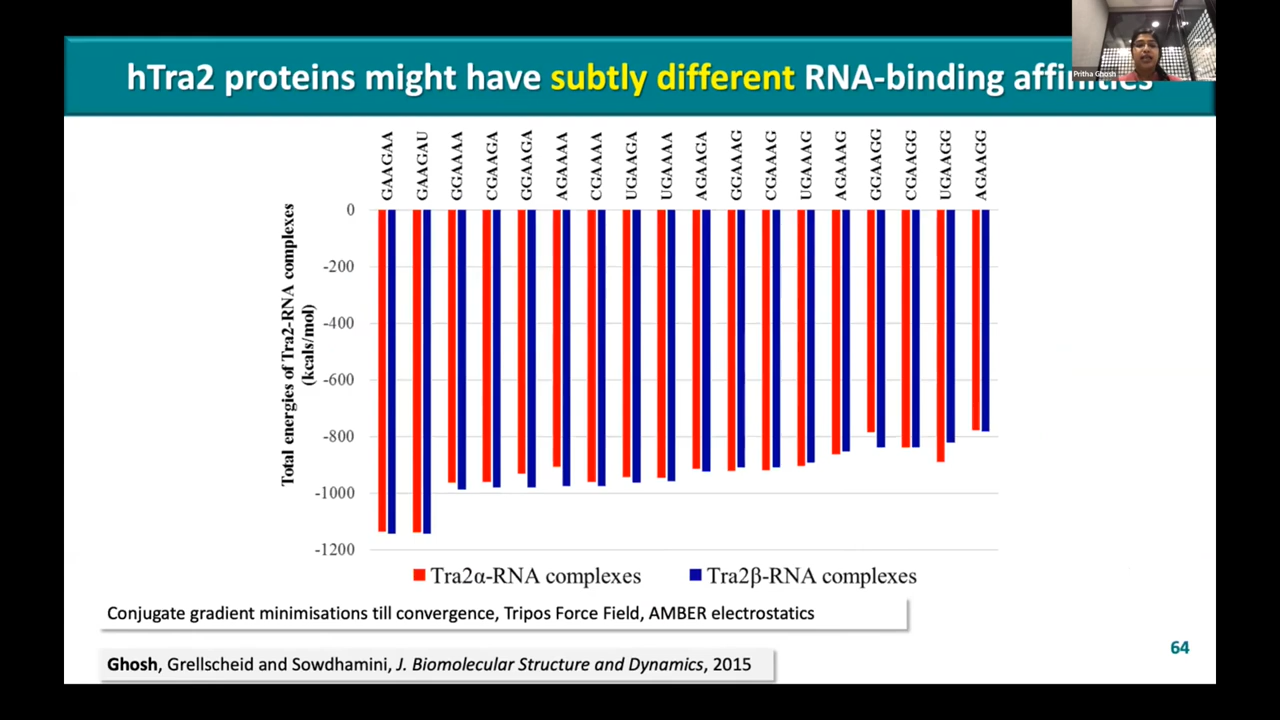 hTra2 proteins might have subtly different RNA-binding affinities
Pritha Ghosh
GAAGAA
GAAGAU
GGAAAA
CGAAGA
GGAAGA
AGAAAA
CGAAAA
UGAAGA
UGAAAA
AGAAGA
GGAAAG
CGAAAG
UGAAAG
AGAAAG
GGAAGG
CGAAGG
UGAAGG
AGAAGG
Total energies of Tra2-RNA complexes
(kcals/mol)
0
-200
-400
-600
-800
-1000
-1200
Tra2α-RNA complexes
Tra2β-RNA complexes
Conjugate gradient minimisations till convergence, Tripos Force Field, AMBER electrostatics
Ghosh, Grellscheid and Sowdhamini, J. Biomolecular Structure and Dynamics, 2015
64